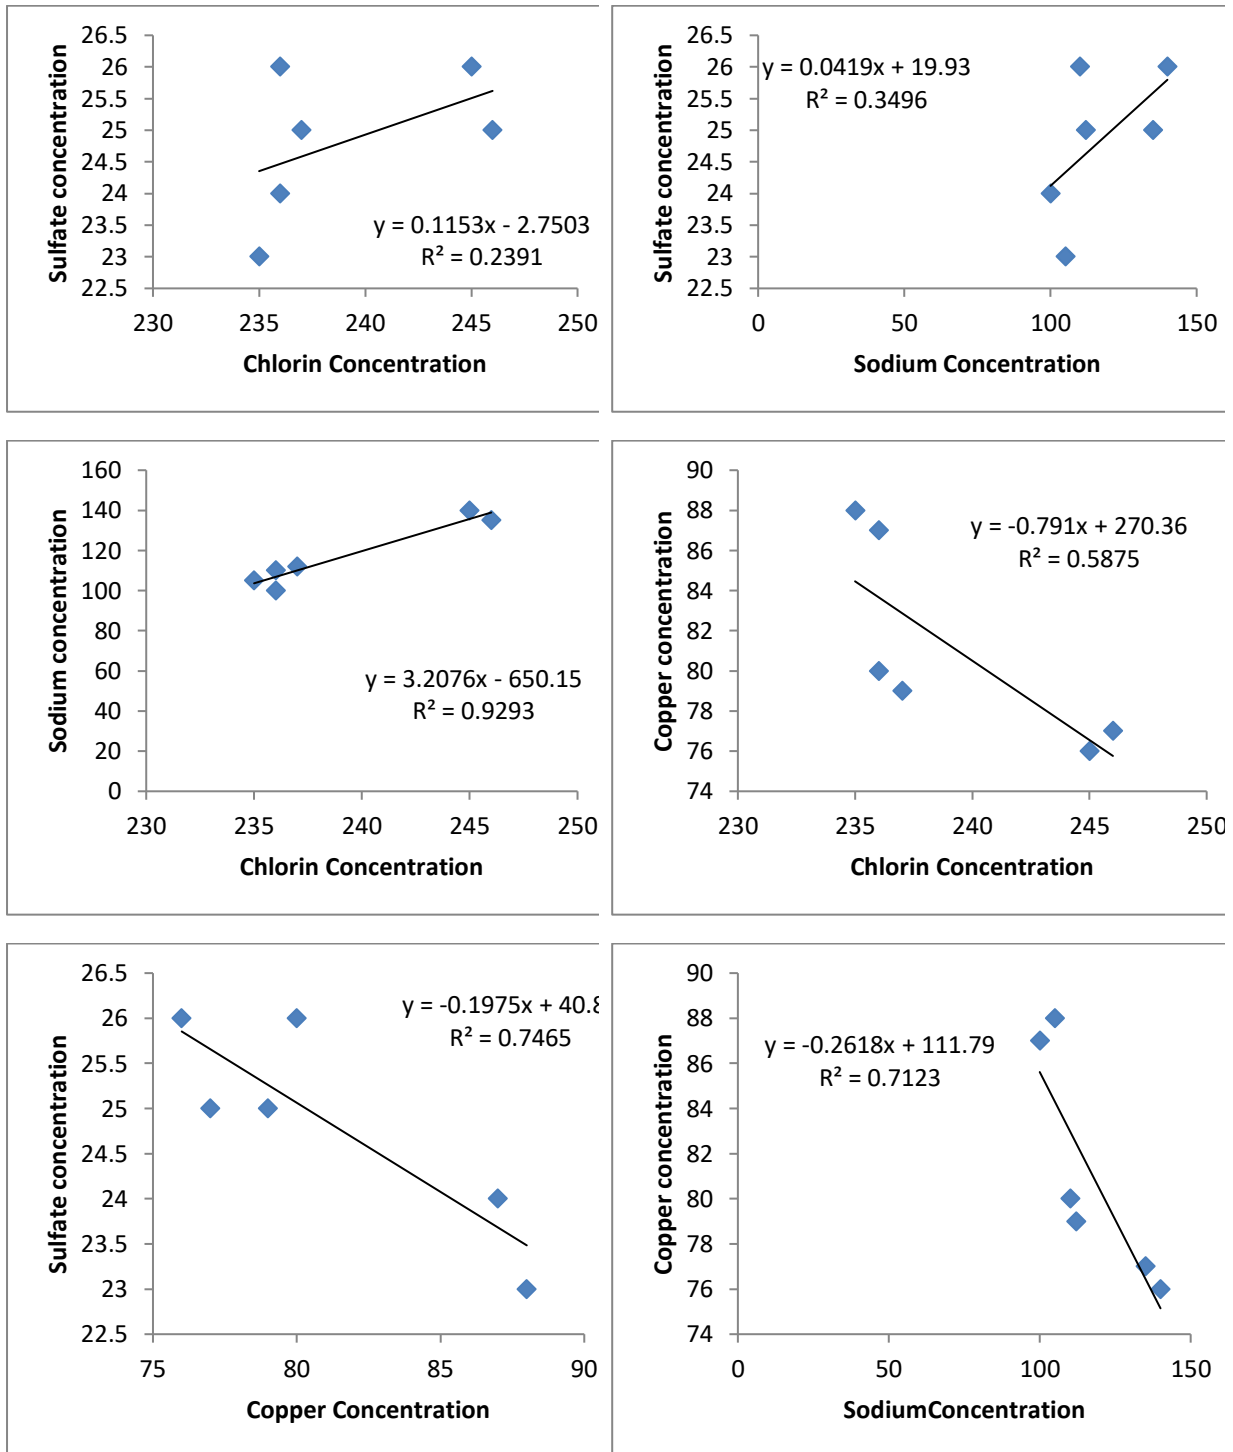 Sulfate concentration
26.5
26
25.5
25
24.5
24
23.5
23
22.5
y = 0.1153x - 2.7503
R² = 0.2391
230 235 240 245 250
Chlorin Concentration
Sulfate concentration
26.5
26
25.5
25
24.5
24
23.5
23
22.5
y = 0.0419x + 19.93
R² = 0.3496
0 50 100 150
Sodium Concentration
Sodium concentration
160
140
120
100
80
60
40
20
0
y = 3.2076x - 650.15
R² = 0.9293
230 235 240 245 250
Chlorin Concentration
Copper concentration
90
88
86
84
82
80
78
76
74
y = -0.791x + 270.36
R² = 0.5875
230 235 240 245 250
Chlorin Concentration
Sulfate concentration
26.5
26
25.5
25
24.5
24
23.5
23
22.5
y = -0.1975x + 40.8
R² = 0.7465
75 80 85 90
Copper Concentration
Copper concentration
90
88
86
84
82
80
78
76
74
y = -0.2618x + 111.79
R² = 0.7123
0 50 100 150
SodiumConcentration